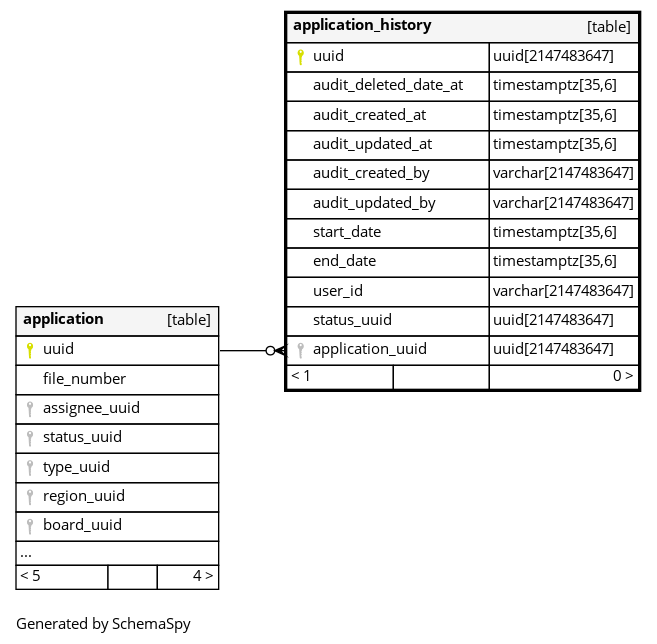 application_history [table]
uuid uuid[2147483647]
audit_deleted_date_at timestamptz[35,6]
audit_created_at timestamptz[35,6]
audit_updated_at timestamptz[35,6]
audit_created_by varchar[2147483647]
audit_updated_by varchar[2147483647]
start_date timestamptz[35,6]
end_date timestamptz[35,6]
user_id varchar[2147483647]
status_uuid uuid[2147483647]
application_uuid uuid[2147483647]
< 1 0 >
application [table]
uuid
file_number
assignee_uuid
status_uuid
type_uuid
region_uuid
board_uuid
...
< 5 4 >
Generated by SchemaSpy